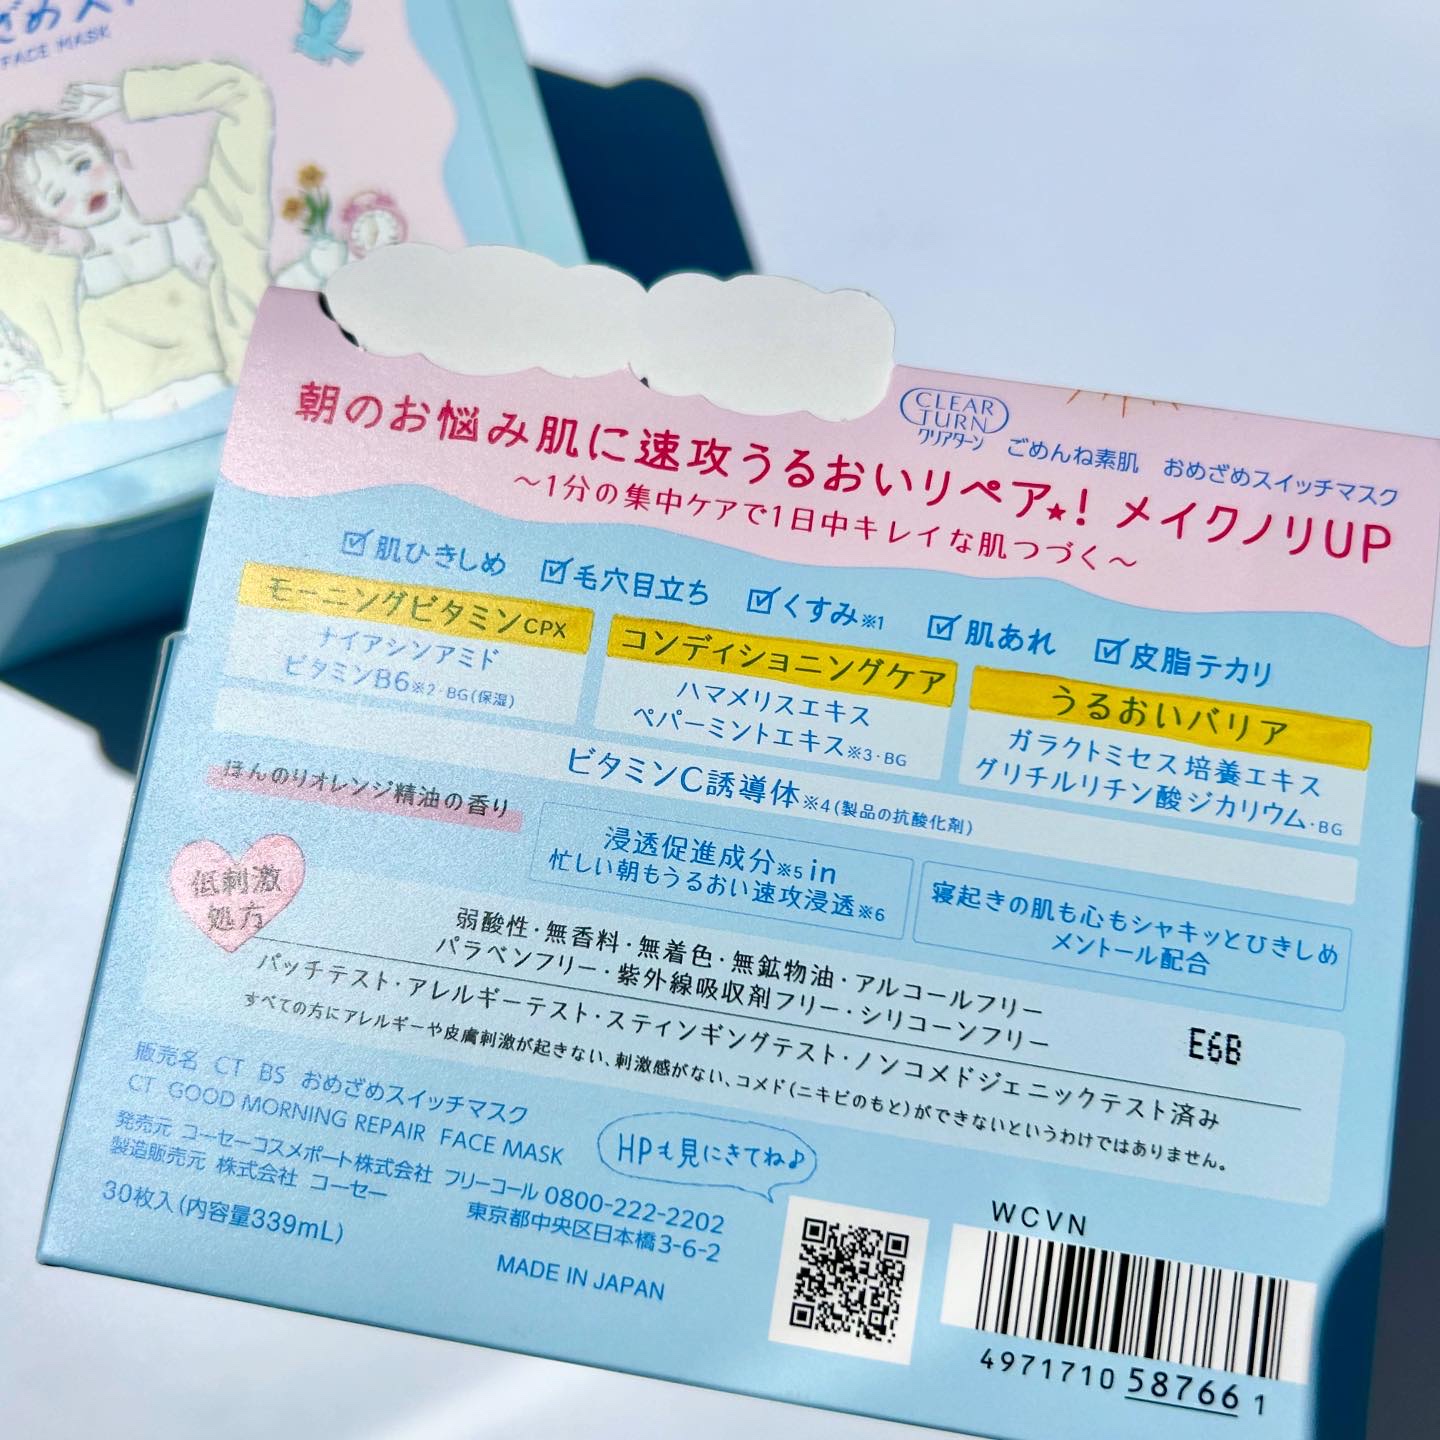 FACE MASK
CLEAR
TURN
クリアターン
ごめんね素肌 おめざめスイッチマスク
朝のお悩み肌に速攻うるおいリペア★! メイクノリUP
〜1分の集中ケアで1日中キレイな肌つづく〜
肌ひきしめ 毛穴目立ち くすみ※1 肌あれ 皮脂テカリ
モーニングビタミンCPX
ナイアシンアミド
ビタミンB6※2・BG(保湿)
コンディショニングケア
ハマメリスエキス
ペパーミントエキス※3・BG
うるおいバリア
ガラクトミセス培養エキス
グリチルリチン酸ジカリウム・BG
ビタミンC誘導体※4(製品の抗酸化剤)
ほんのりオレンジ精油の香り
浸透促進成分※5 in
忙しい朝もうるおい速攻浸透※6
寝起きの肌も心もシャキッとひきしめ
メントール配合
低刺激
処方
弱酸性・無香料・無着色・無鉱物油・アルコールフリー
パラベンフリー・紫外線吸収剤フリー・シリコーンフリー
パッチテスト・アレルギーテスト・スティンギングテスト・ノンコメドジェニックテスト済み
すべての方にアレルギーや皮膚刺激が起きない、刺激感がない、コメド(ニキビのもと)ができないというわけではありません。
E6B
販売名 CT BS おめざめスイッチマスク
CT GOOD MORNING REPAIR FACE MASK
発売元 コーセーコスメポート株式会社 フリーコール 0800-222-2202
製造販売元 株式会社 コーセー 東京都中央区日本橋3-6-2
30枚入(内容量339mL)
MADE IN JAPAN
HPも見にきてね♪
WCVN
4971710 58766 1